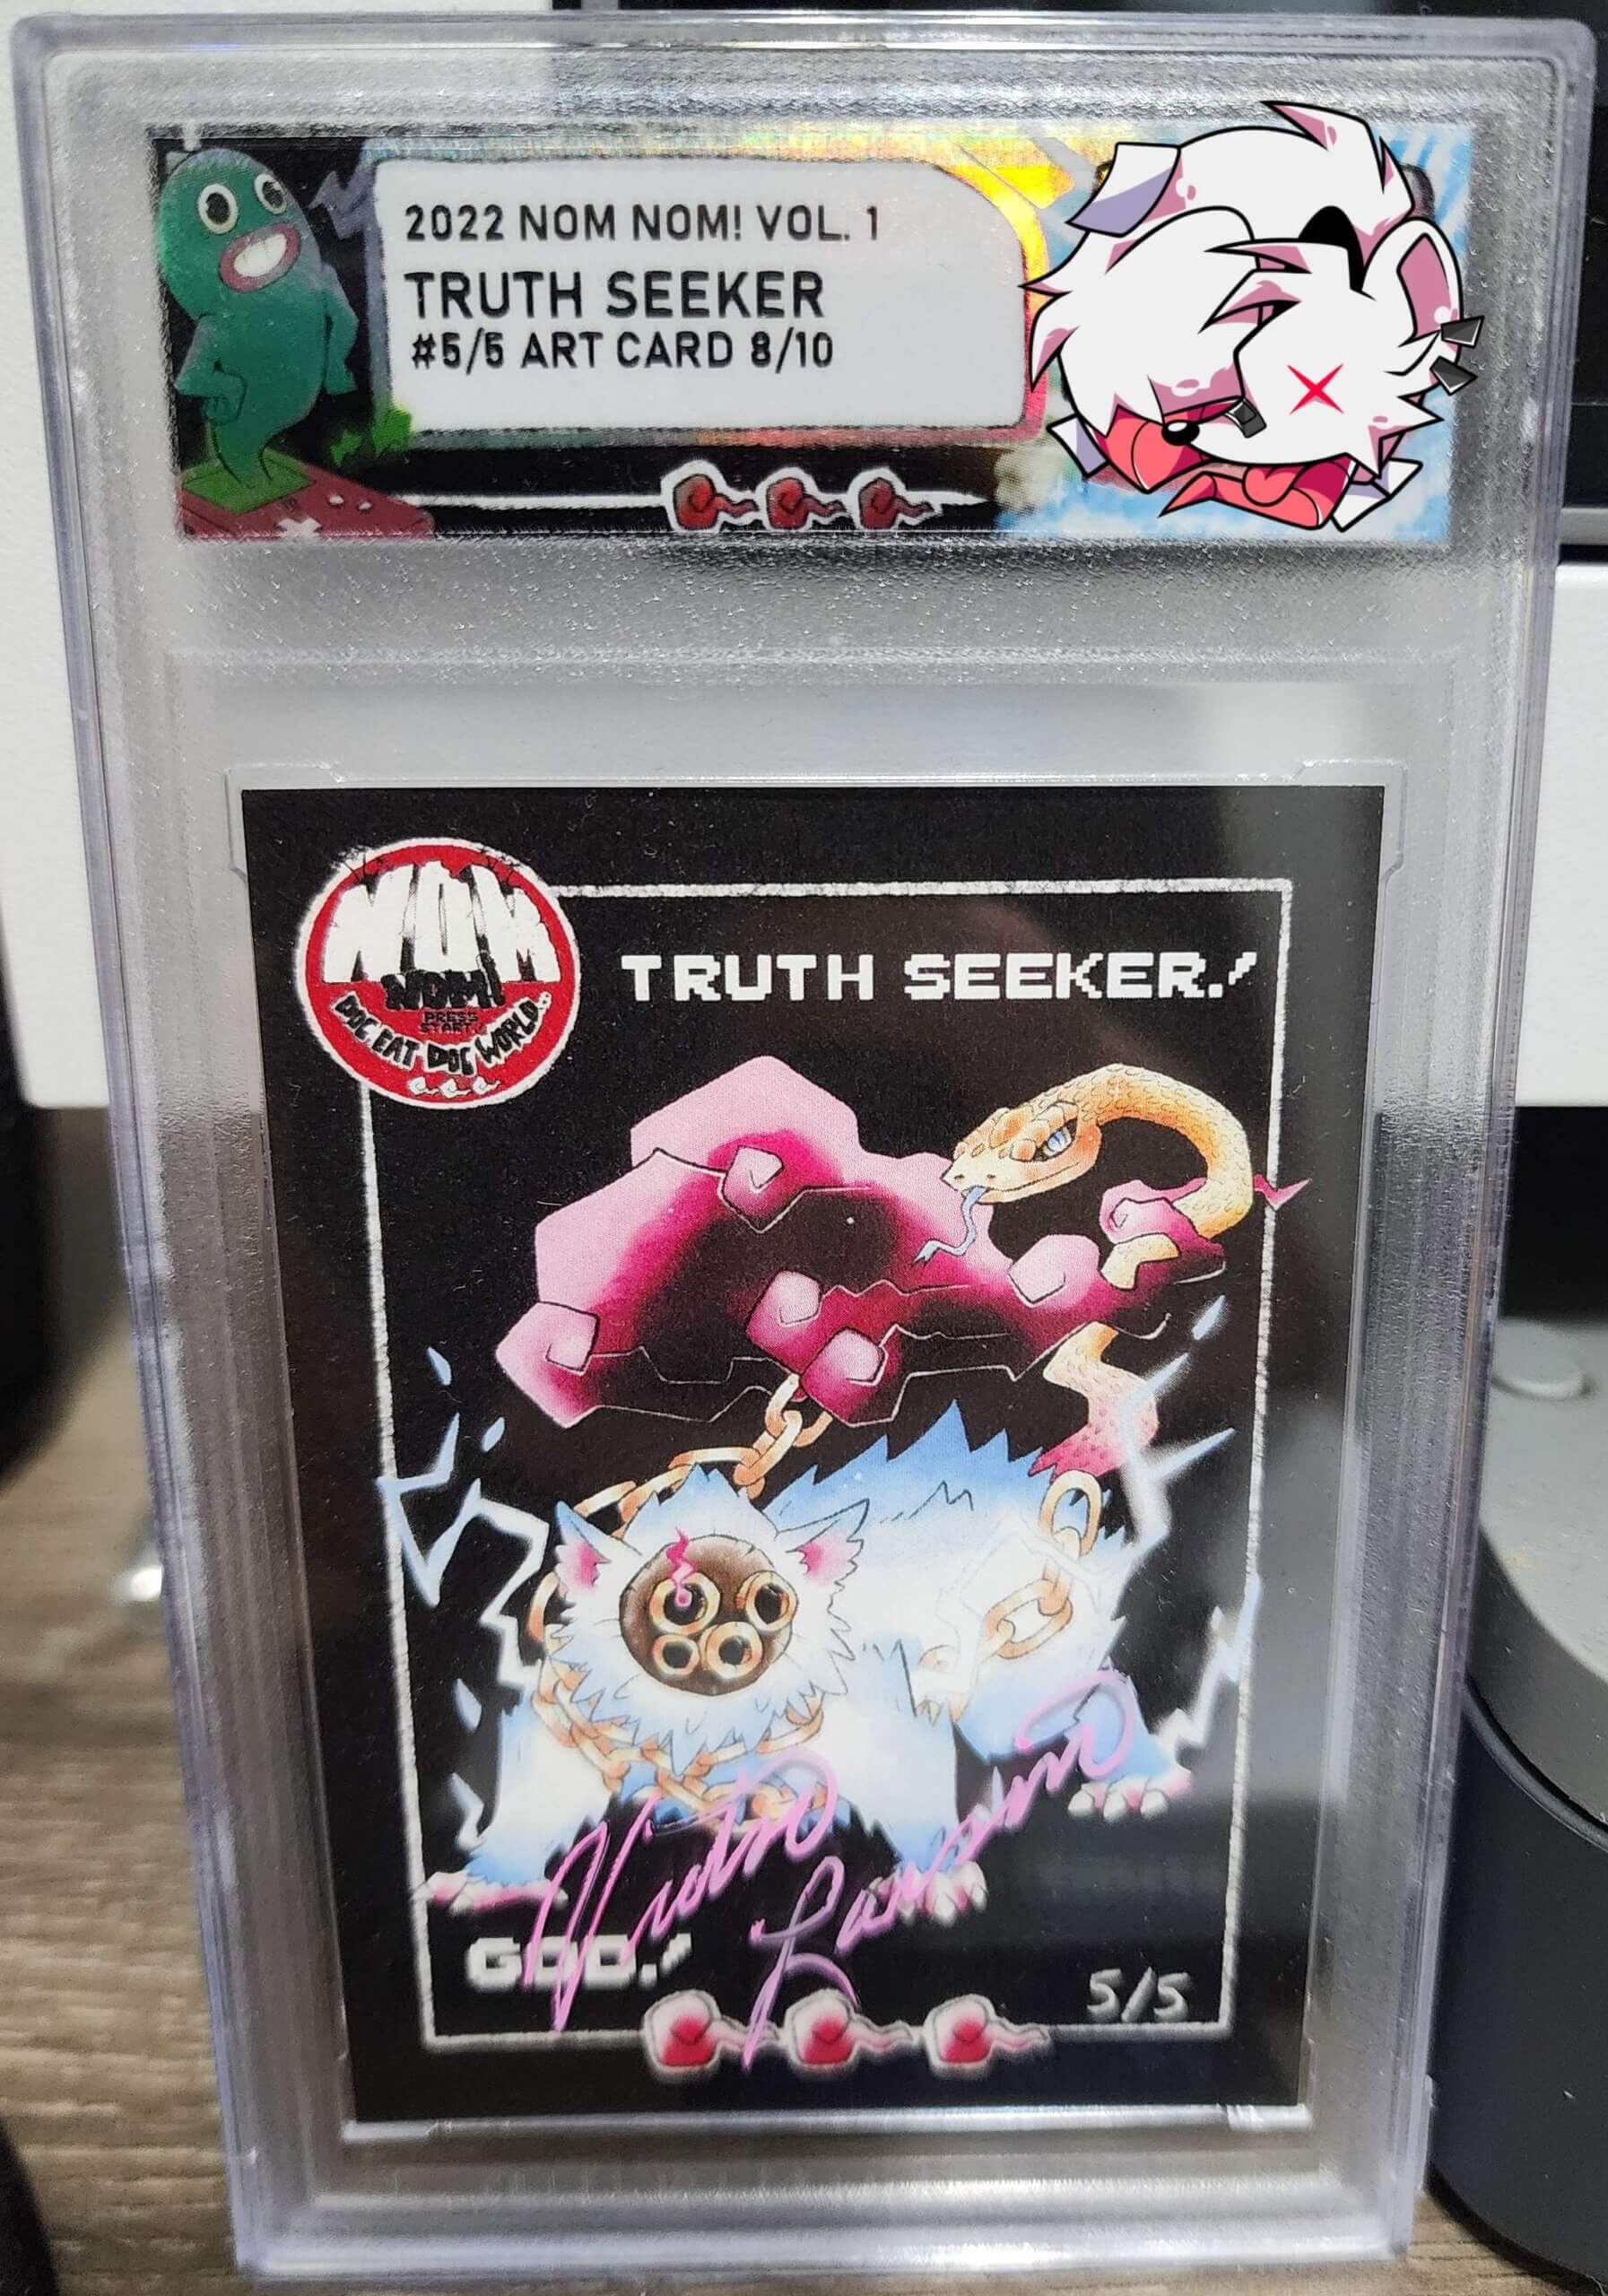 2022 NOM NOM! VOL. 1
TRUTH SEEKER
#5/5 ART CARD 8/10
NOM
NOM!
PRESS
START!
DOG EAT DOG WORLD..
TRUTH SEEKER.!
GOD.!
5/5